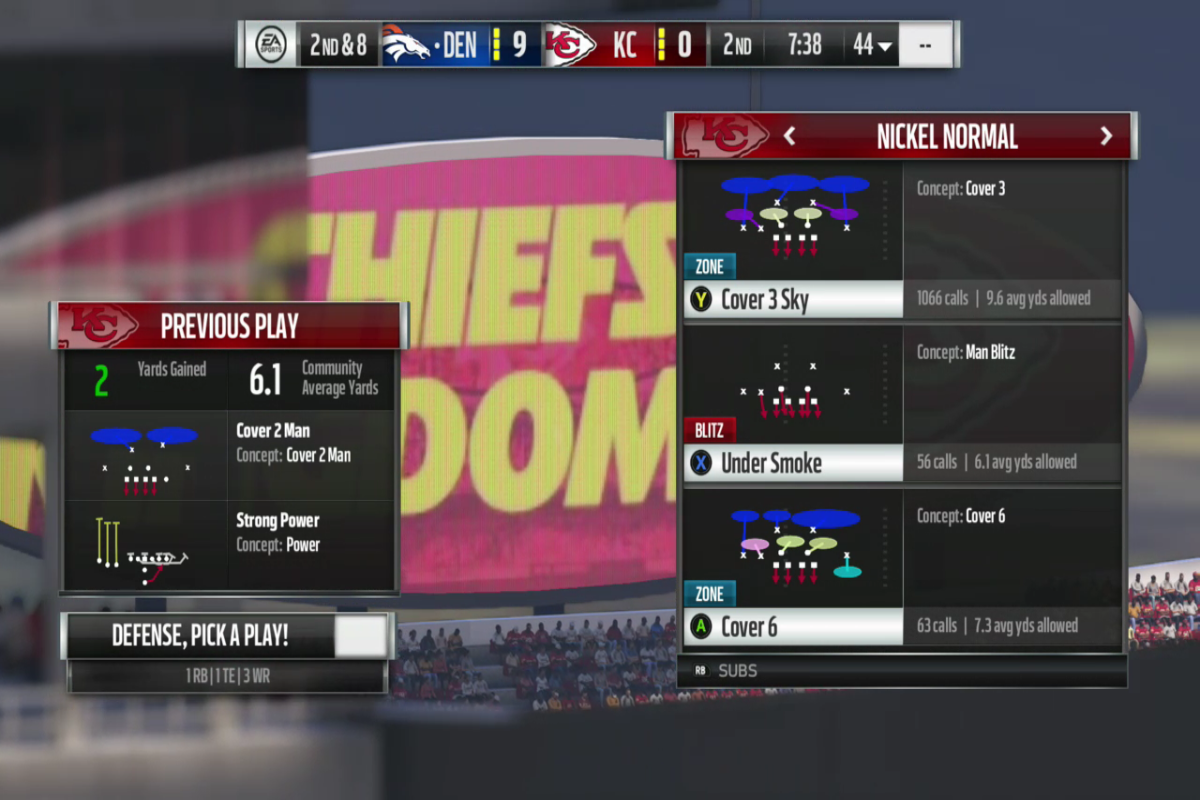 EA SPORTS 2ND & 8 DEN 9 KC 0 2ND 7:38 44 --
KC NICKEL NORMAL
Concept: Cover 3
ZONE
Y Cover 3 Sky 1066 calls | 9.6 avg yds allowed
Concept: Man Blitz
BLITZ
X Under Smoke 56 calls | 6.1 avg yds allowed
Concept: Cover 6
ZONE
A Cover 6 63 calls | 7.3 avg yds allowed
RB SUBS
KC PREVIOUS PLAY
2 Yards Gained 6.1 Community
Average Yards
Cover 2 Man
Concept: Cover 2 Man
Strong Power
Concept: Power
DEFENSE, PICK A PLAY!
1 RB | 1 TE | 3 WR
HIEFS
DOM